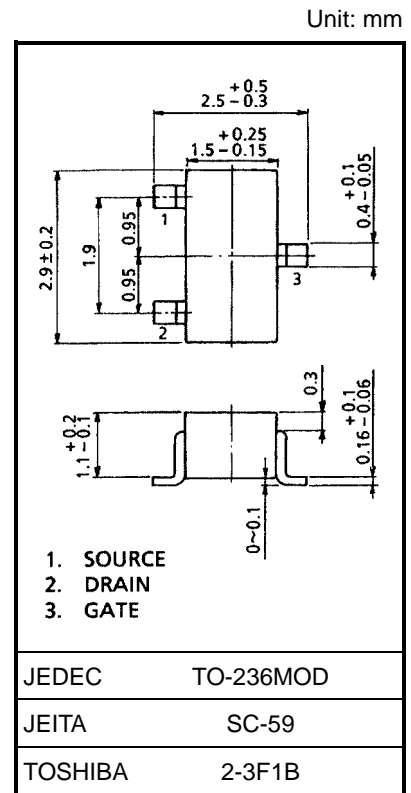 Unit: mm
+0.5
2.5−0.3
+0.25
1.5−0.15
+0.1
0.4−0.05
2.9±0.2
1.9
0.95
0.95
1
2
3
+0.2
1.1−0.1
0.3
+0.1
0.16−0.06
0~0.1
1. SOURCE
2. DRAIN
3. GATE
JEDEC TO-236MOD
JEITA SC-59
TOSHIBA 2-3F1B